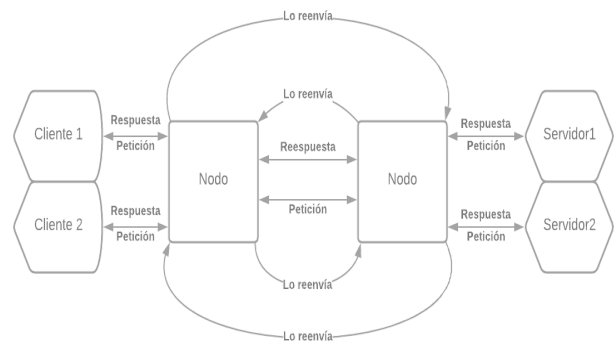 Lo reenvía
Lo reenvía
Cliente 1
Respuesta
Petición
Reespuesta
Respuesta
Petición
Servidor1
Nodo
Nodo
Cliente 2
Respuesta
Petición
Petición
Respuesta
Petición
Servidor2
Lo reenvía
Lo reenvía